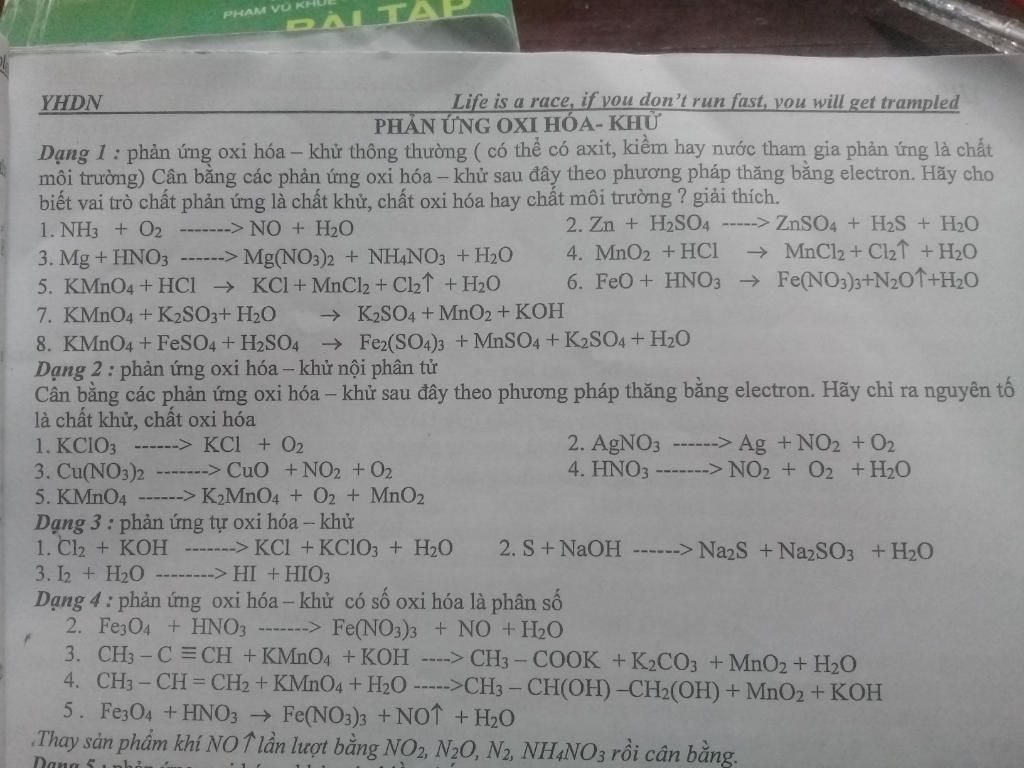 PHAM VŨ KHUÊ
BÀI TẬP
YHDN Life is a race, if you don't run fast, you will get trampled
PHẢN ỨNG OXI HÓA- KHỬ
Dạng 1 : phản ứng oxi hóa – khử thông thường ( có thể có axit, kiềm hay nước tham gia phản ứng là chất
môi trường) Cân bằng các phản ứng oxi hóa – khử sau đây theo phương pháp thăng bằng electron. Hãy cho
biết vai trò chất phản ứng là chất khử, chất oxi hóa hay chất môi trường ? giải thích.
1. NH₃ + O₂ -------> NO + H₂O 2. Zn + H₂SO₄ -----> ZnSO₄ + H₂S + H₂O
3. Mg + HNO₃ ------> Mg(NO₃)₂ + NH₄NO₃ + H₂O 4. MnO₂ + HCl → MnCl₂ + Cl₂↑ + H₂O
5. KMnO₄ + HCl → KCl + MnCl₂ + Cl₂↑ + H₂O 6. FeO + HNO₃ → Fe(NO₃)₃+N₂O↑+H₂O
7. KMnO₄ + K₂SO₃+ H₂O → K₂SO₄ + MnO₂ + KOH
8. KMnO₄ + FeSO₄ + H₂SO₄ → Fe₂(SO₄)₃ + MnSO₄ + K₂SO₄ + H₂O
Dạng 2 : phản ứng oxi hóa – khử nội phân tử
Cân bằng các phản ứng oxi hóa – khử sau đây theo phương pháp thăng bằng electron. Hãy chỉ ra nguyên tố
là chất khử, chất oxi hóa
1. KClO₃ ------> KCl + O₂ 2. AgNO₃ ------> Ag + NO₂ + O₂
3. Cu(NO₃)₂ -------> CuO + NO₂ + O₂ 4. HNO₃ -------> NO₂ + O₂ + H₂O
5. KMnO₄ ------> K₂MnO₄ + O₂ + MnO₂
Dạng 3 : phản ứng tự oxi hóa – khử
1. Cl₂ + KOH -------> KCl + KClO₃ + H₂O 2. S + NaOH ------> Na₂S + Na₂SO₃ + H₂O
3. I₂ + H₂O --------> HI + HIO₃
Dạng 4 : phản ứng oxi hóa – khử có số oxi hóa là phân số
2. Fe₃O₄ + HNO₃ -------> Fe(NO₃)₃ + NO + H₂O
3. CH₃ – C ≡ CH + KMnO₄ + KOH ----> CH₃ – COOK + K₂CO₃ + MnO₂ + H₂O
4. CH₃ – CH = CH₂ + KMnO₄ + H₂O ----->CH₃ – CH(OH) –CH₂(OH) + MnO₂ + KOH
5 . Fe₃O₄ + HNO₃ → Fe(NO₃)₃ + NO↑ + H₂O
Thay sản phẩm khí NO↑ lần lượt bằng NO₂, N₂O, N₂, NH₄NO₃ rồi cân bằng.
Dạng 5 :